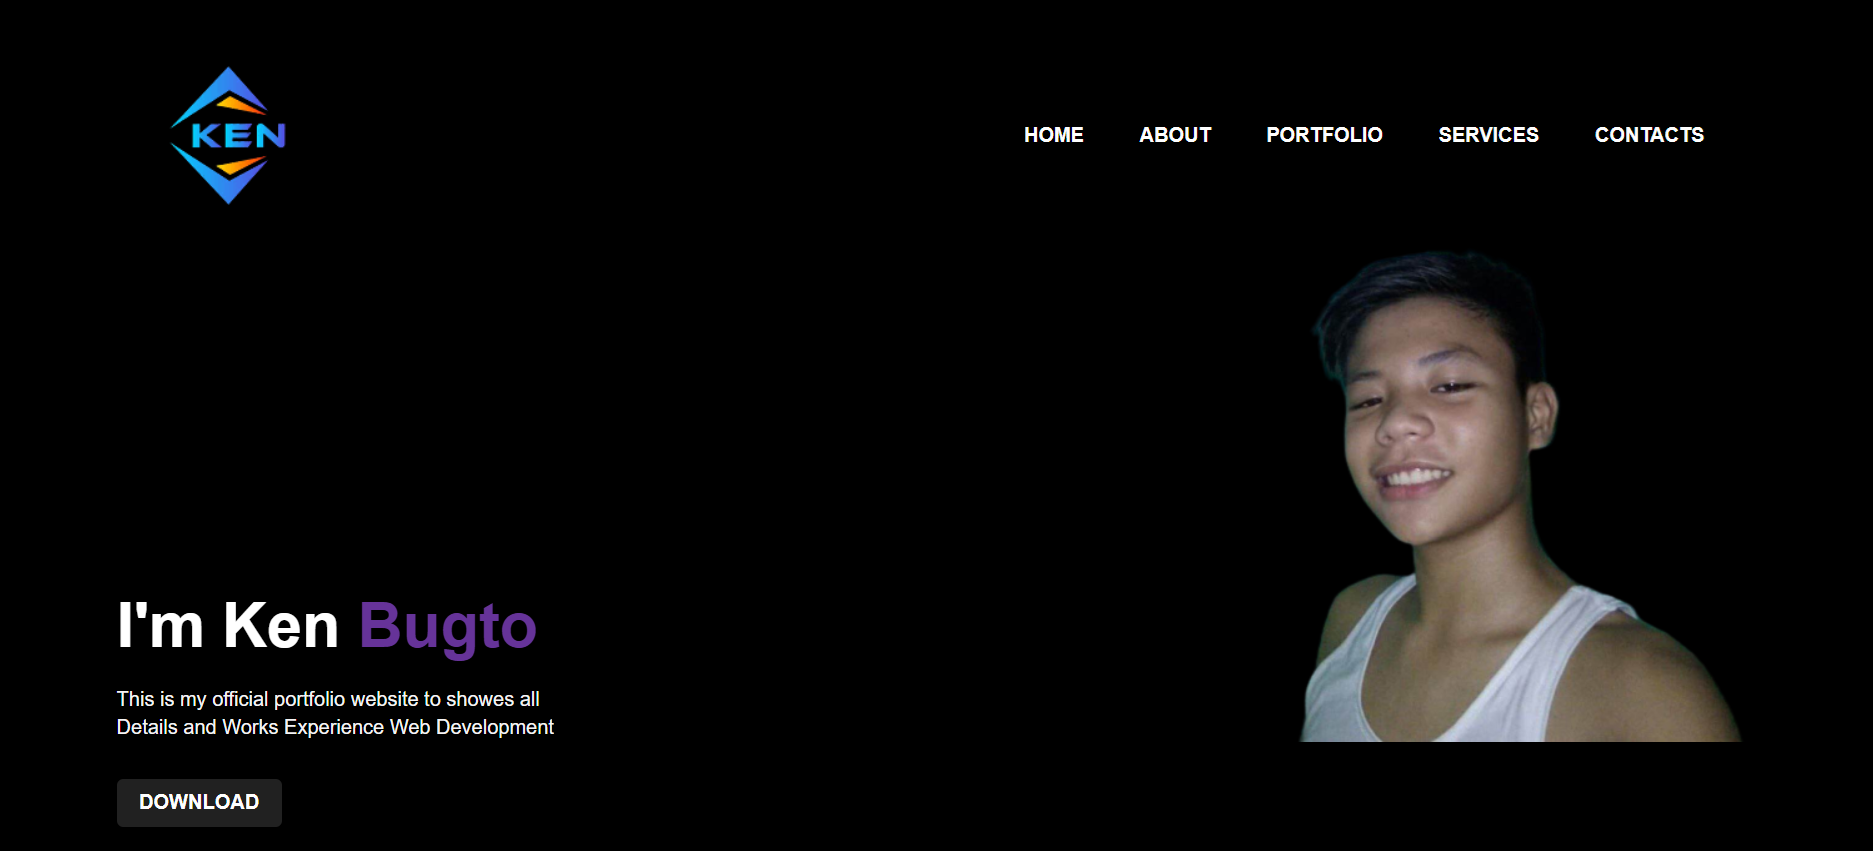 KEN
HOME ABOUT PORTFOLIO SERVICES CONTACTS
I'm Ken Bugto
This is my official portfolio website to showes all
Details and Works Experience Web Development
DOWNLOAD